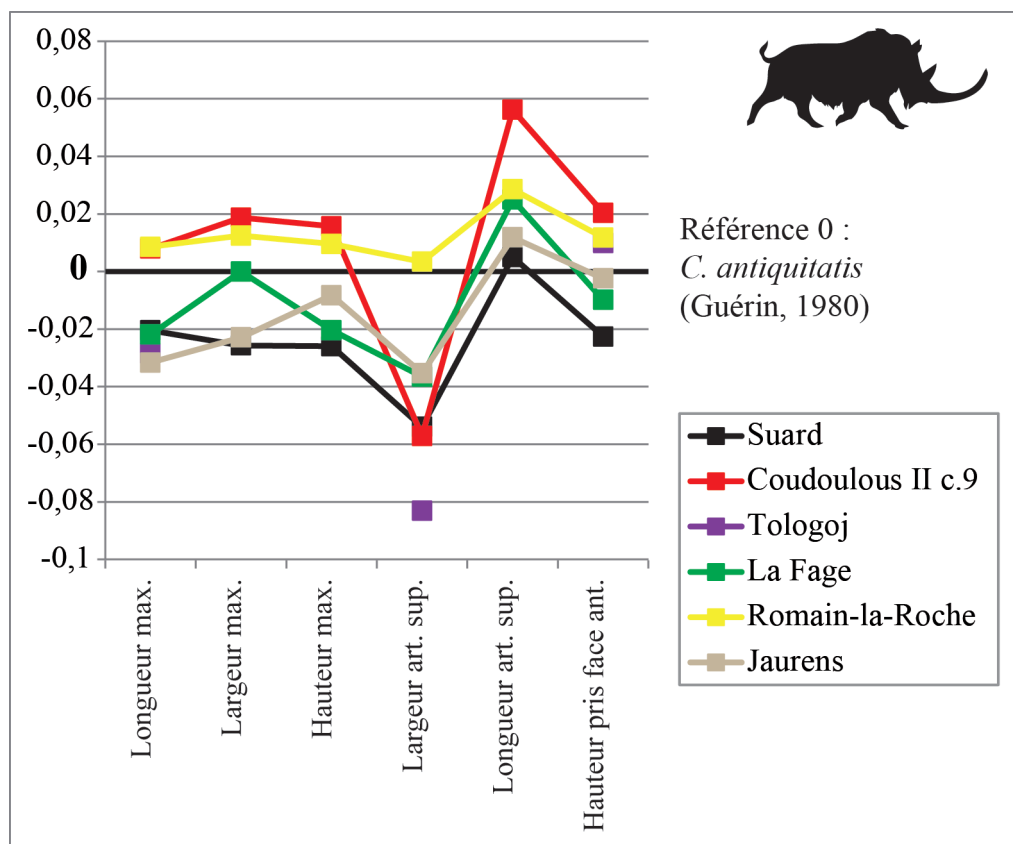 0,08
0,06
0,04
0,02
0
-0,02
-0,04
-0,06
-0,08
-0,1
Longueur max.
Largeur max.
Hauteur max.
Largeur art. sup.
Longueur art. sup.
Hauteur pris face ant.
Référence 0 :
C. antiquitatis
(Guérin, 1980)
Suard
Coudoulous II c.9
Tologoj
La Fage
Romain-la-Roche
Jaurens